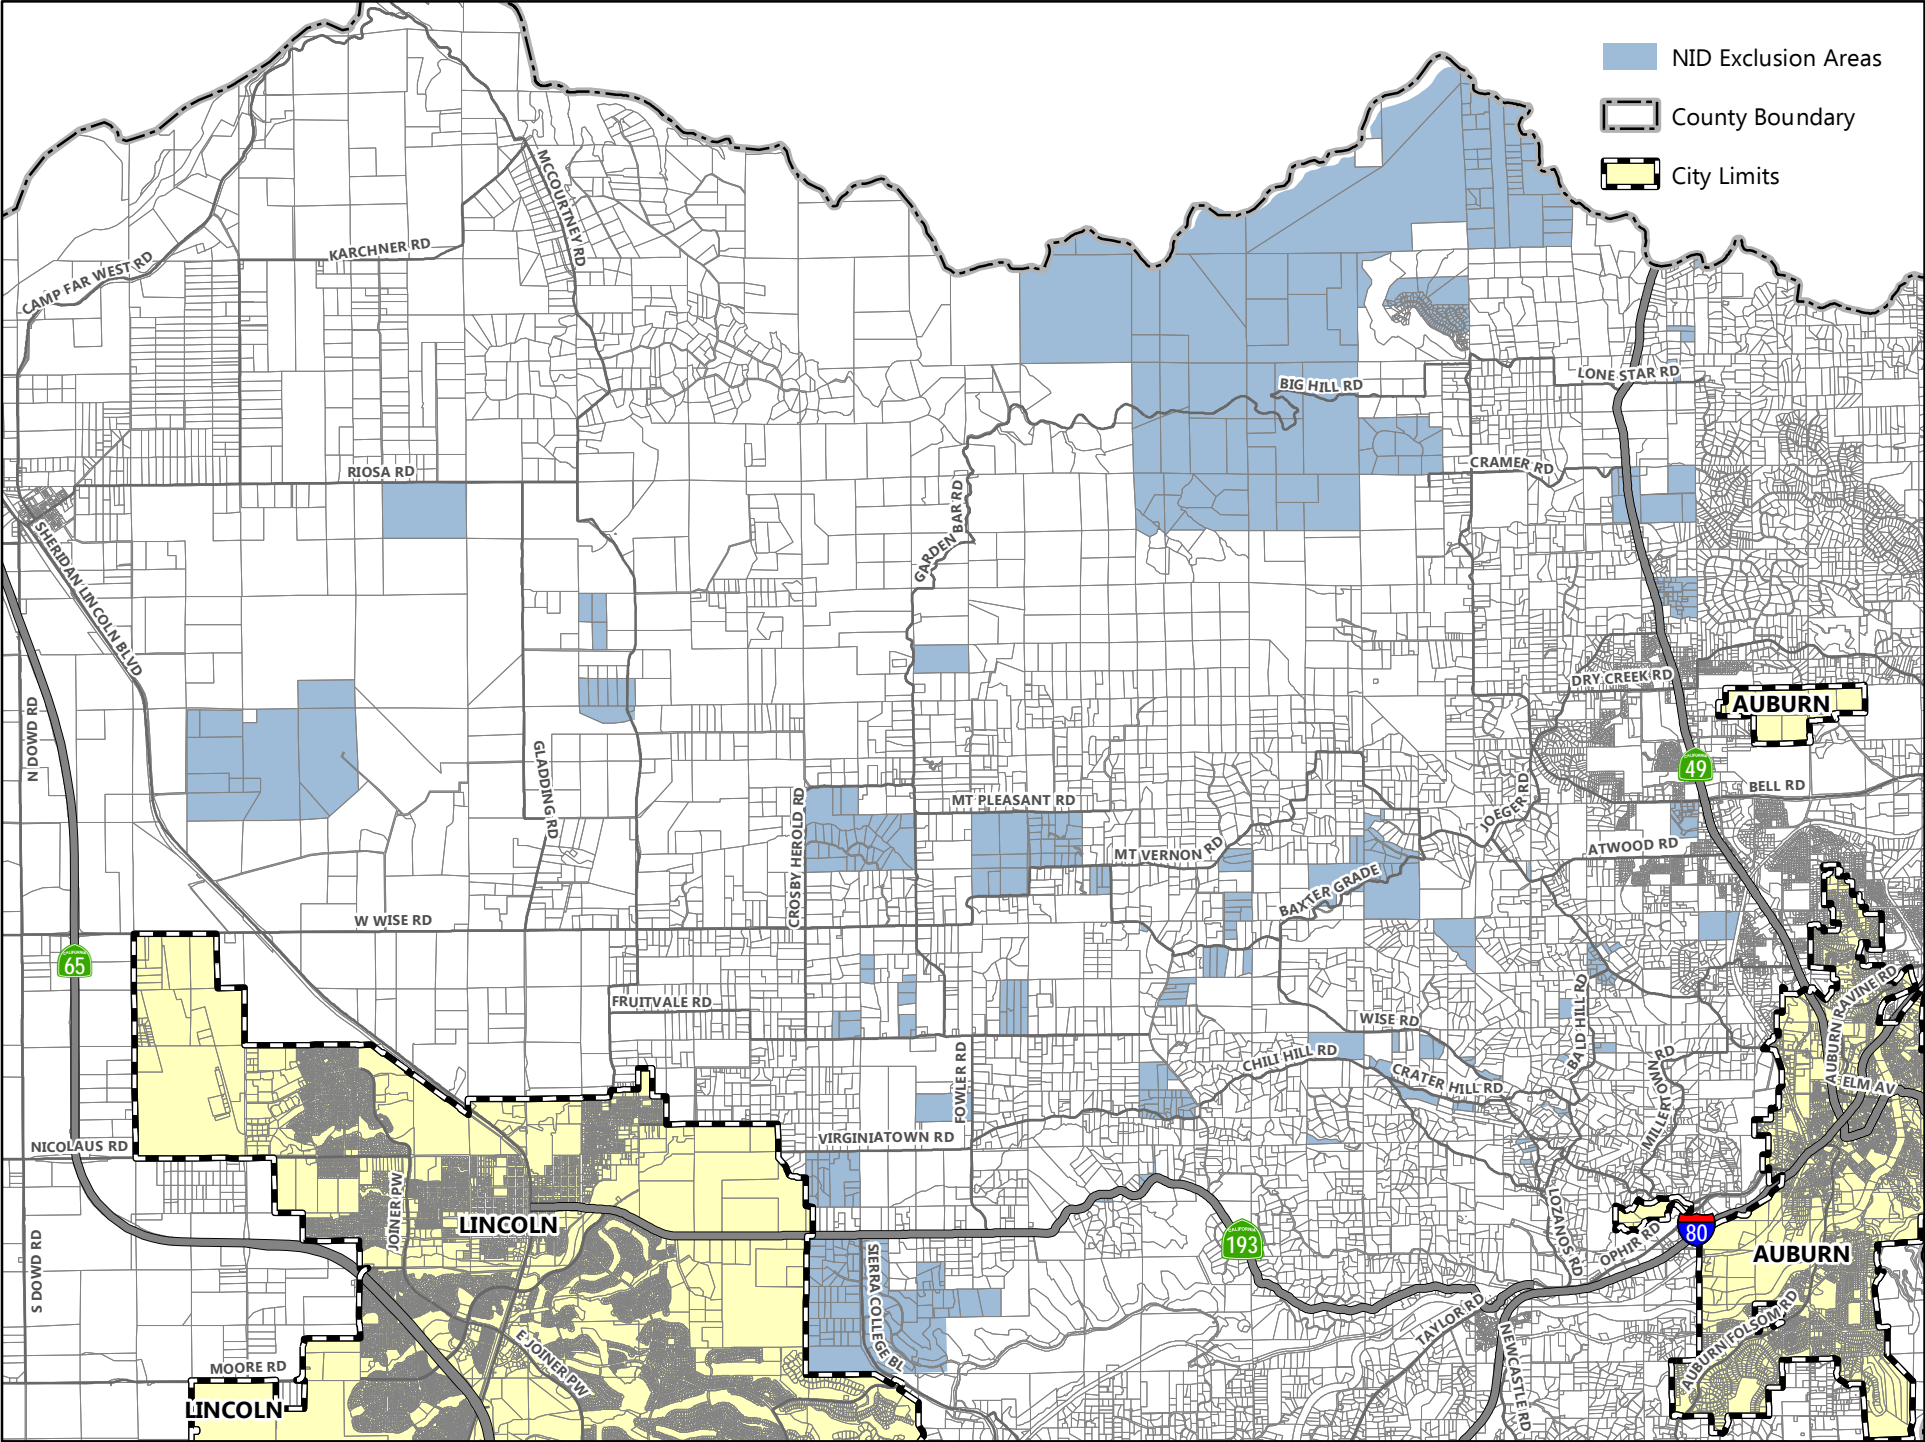 NID Exclusion Areas
County Boundary
City Limits
MCCOURTNEY RD
KARCHNER RD
CAMP FAR WEST RD
LONE STAR RD
BIG HILL RD
CRAMER RD
RIOSA RD
GARDEN BAR RD
SHERIDAN LINCOLN BLVD
DRY CREEK RD
AUBURN
N DOWD RD
CALIFORNIA
49
BELL RD
GLADDING RD
CROSBY HEROLD RD
MT PLEASANT RD
JOEGER RD
MT VERNON RD
ATWOOD RD
BAXTER GRADE
W WISE RD
CALIFORNIA
65
FRUITVALE RD
AUBURN RAVINE RD
BALD HILL RD
WISE RD
CHILI HILL RD
FOWLER RD
CRATER HILL RD
MILLERTOWN RD
ELM AV
NICOLAUS RD
VIRGINIATOWN RD
JOINER PW
LINCOLN
LOZANOS RD
CALIFORNIA
193
80
OPHIR RD
AUBURN
S DOWD RD
SIERRA COLLEGE BL
TAYLOR RD
AUBURN FOLSOM RD
E JOINER PW
NEWCASTLE RD
MOORE RD
LINCOLN